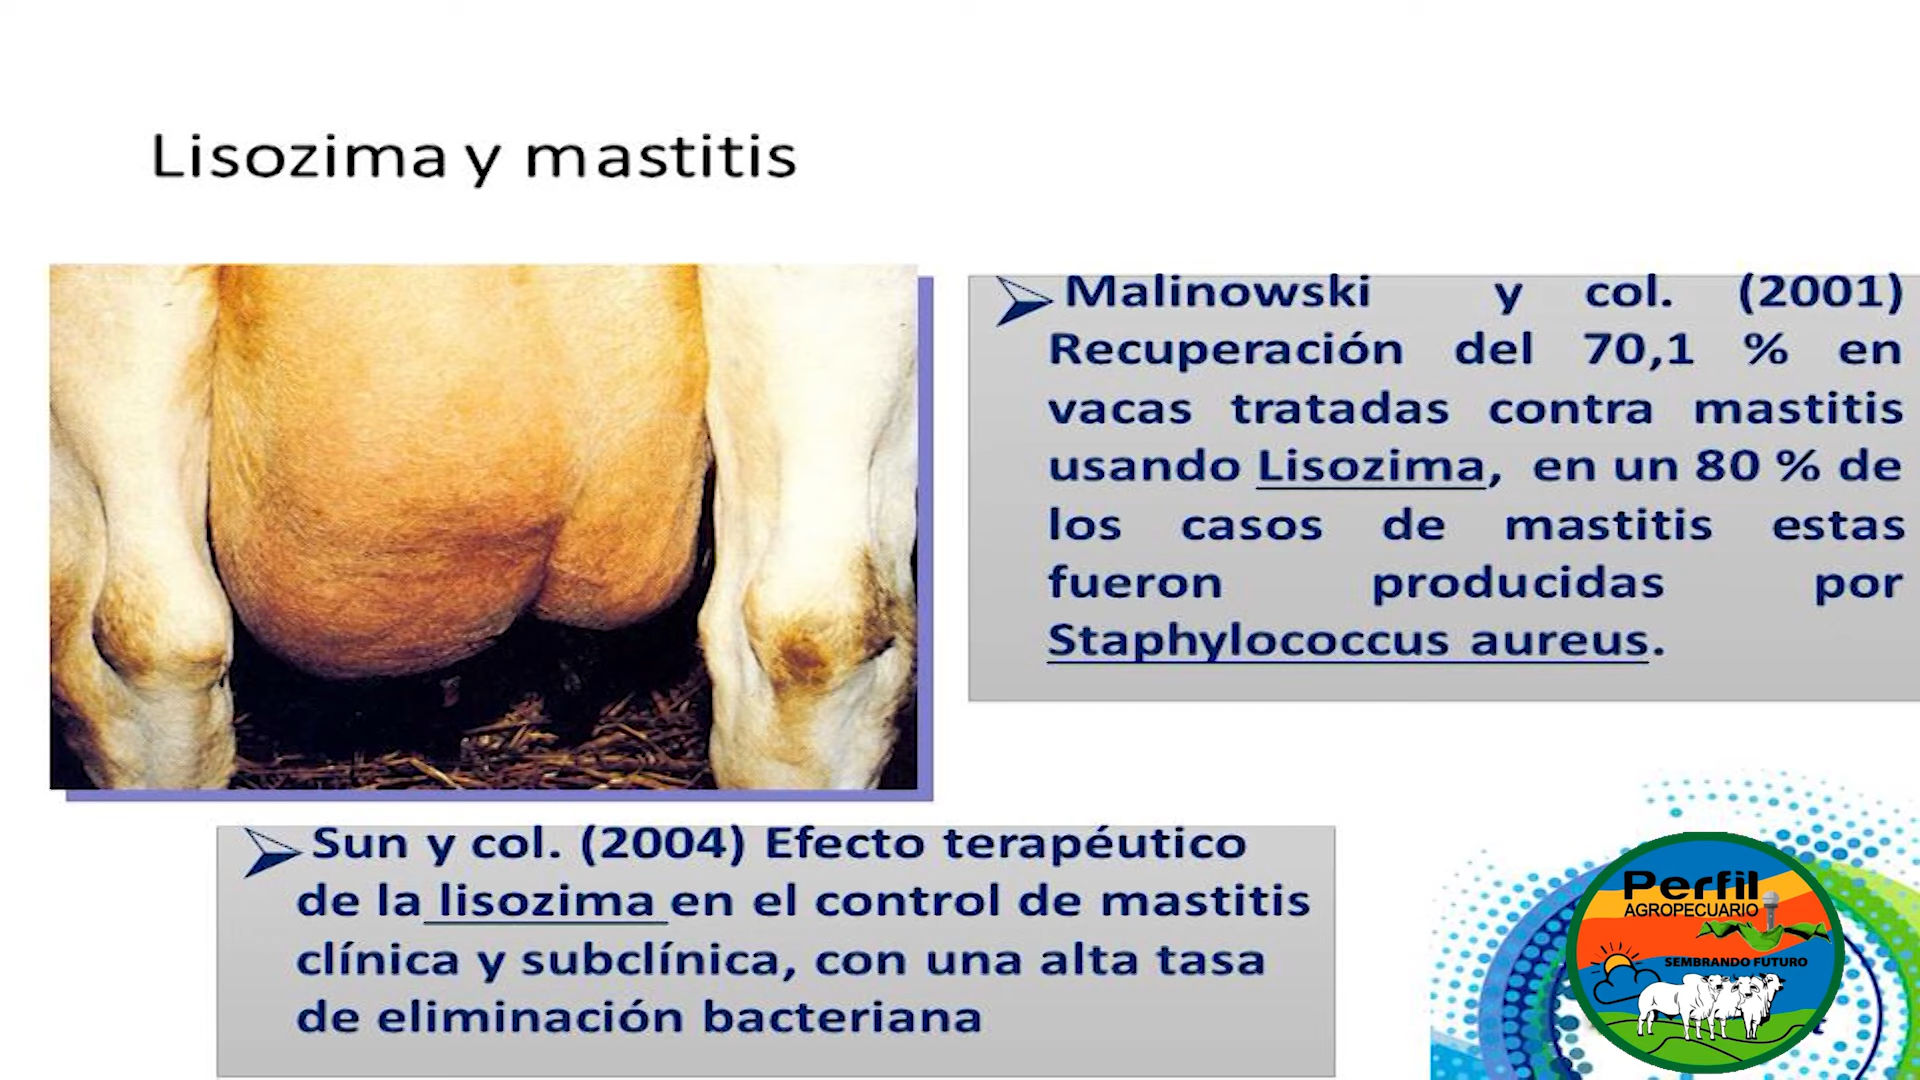 Lisozima y mastitis
Malinowski y col. (2001)
Recuperación del 70,1 % en
vacas tratadas contra mastitis
usando Lisozima, en un 80 % de
los casos de mastitis estas
fueron producidas por
Staphylococcus aureus.
Sun y col. (2004) Efecto terapéutico
de la lisozima en el control de mastitis
clínica y subclínica, con una alta tasa
de eliminación bacteriana
Perfil
AGROPECUARIO
SEMBRANDO FUTURO